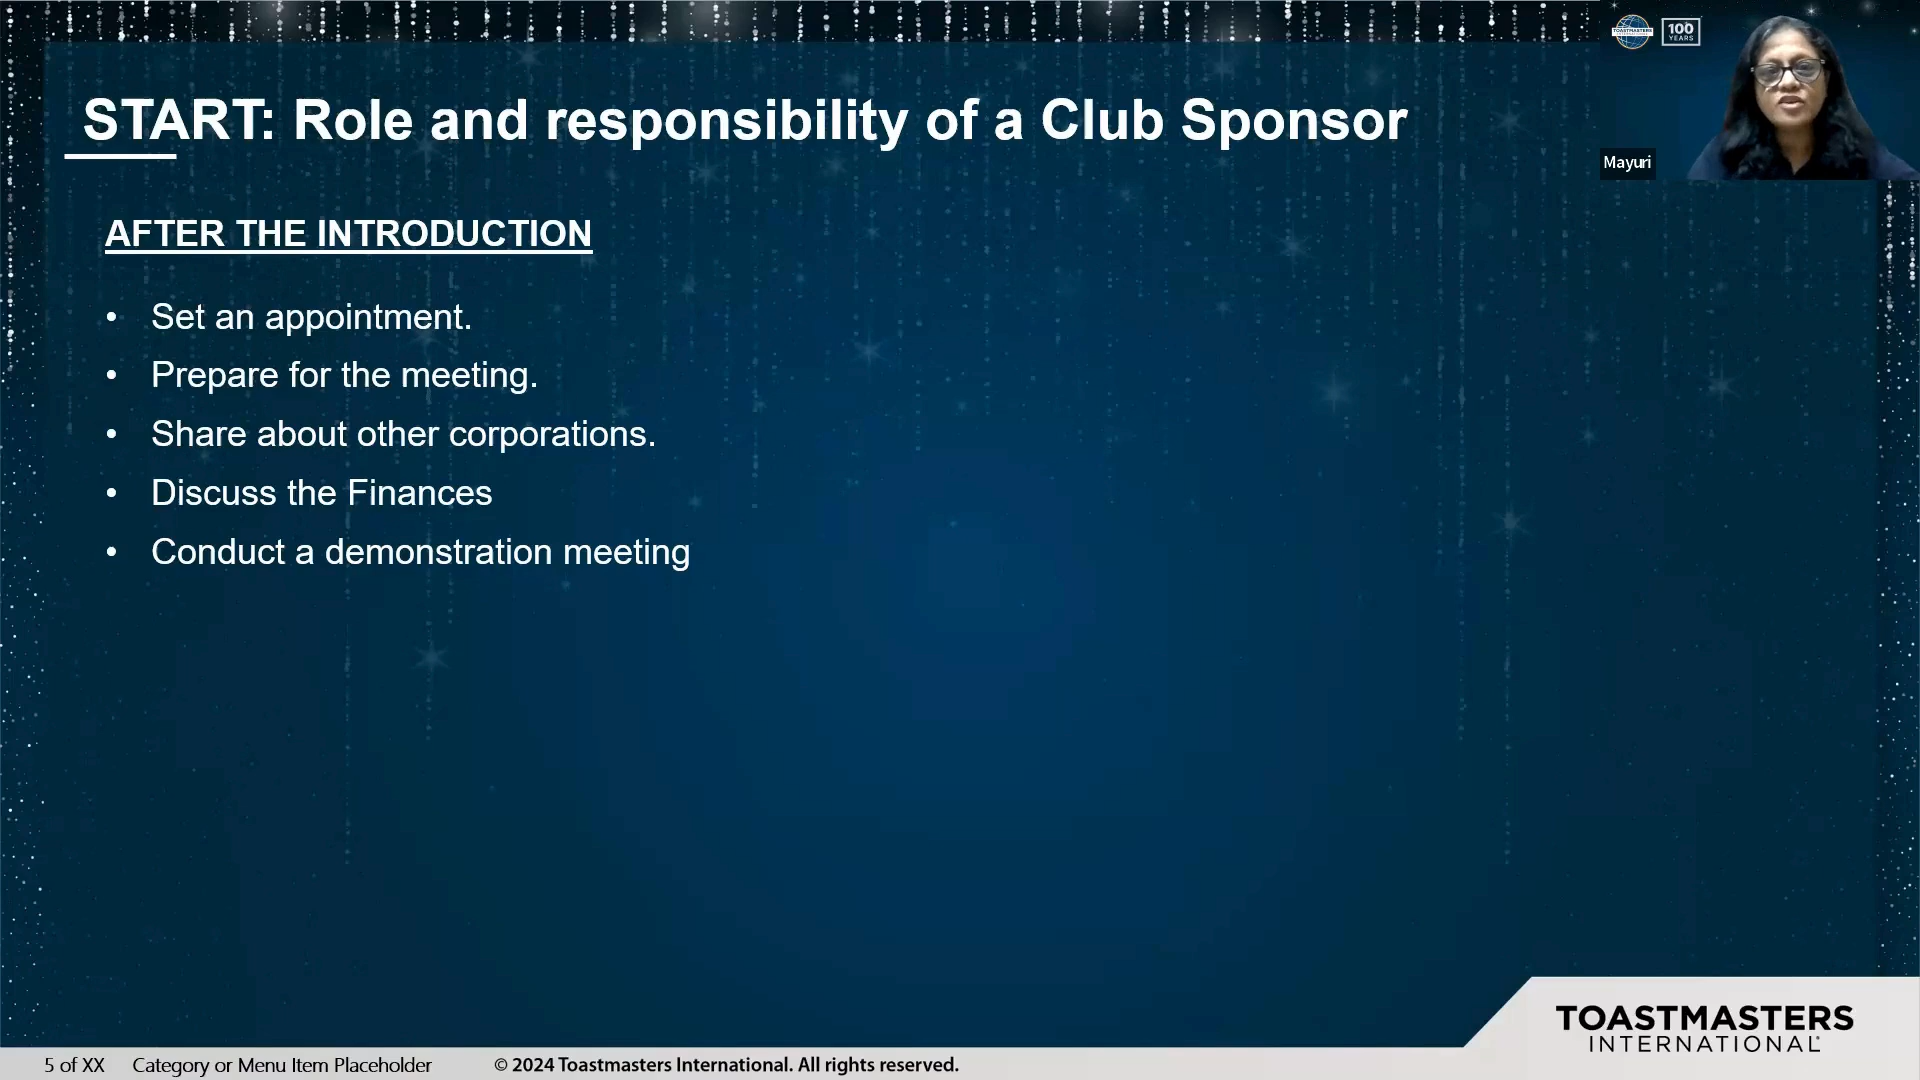 TOASTMASTERS
100
YEARS
START: Role and responsibility of a Club Sponsor
Mayuri
AFTER THE INTRODUCTION
• Set an appointment.
• Prepare for the meeting.
• Share about other corporations.
• Discuss the Finances
• Conduct a demonstration meeting
TOASTMASTERS
INTERNATIONAL
5 of XX Category or Menu Item Placeholder © 2024 Toastmasters International. All rights reserved.